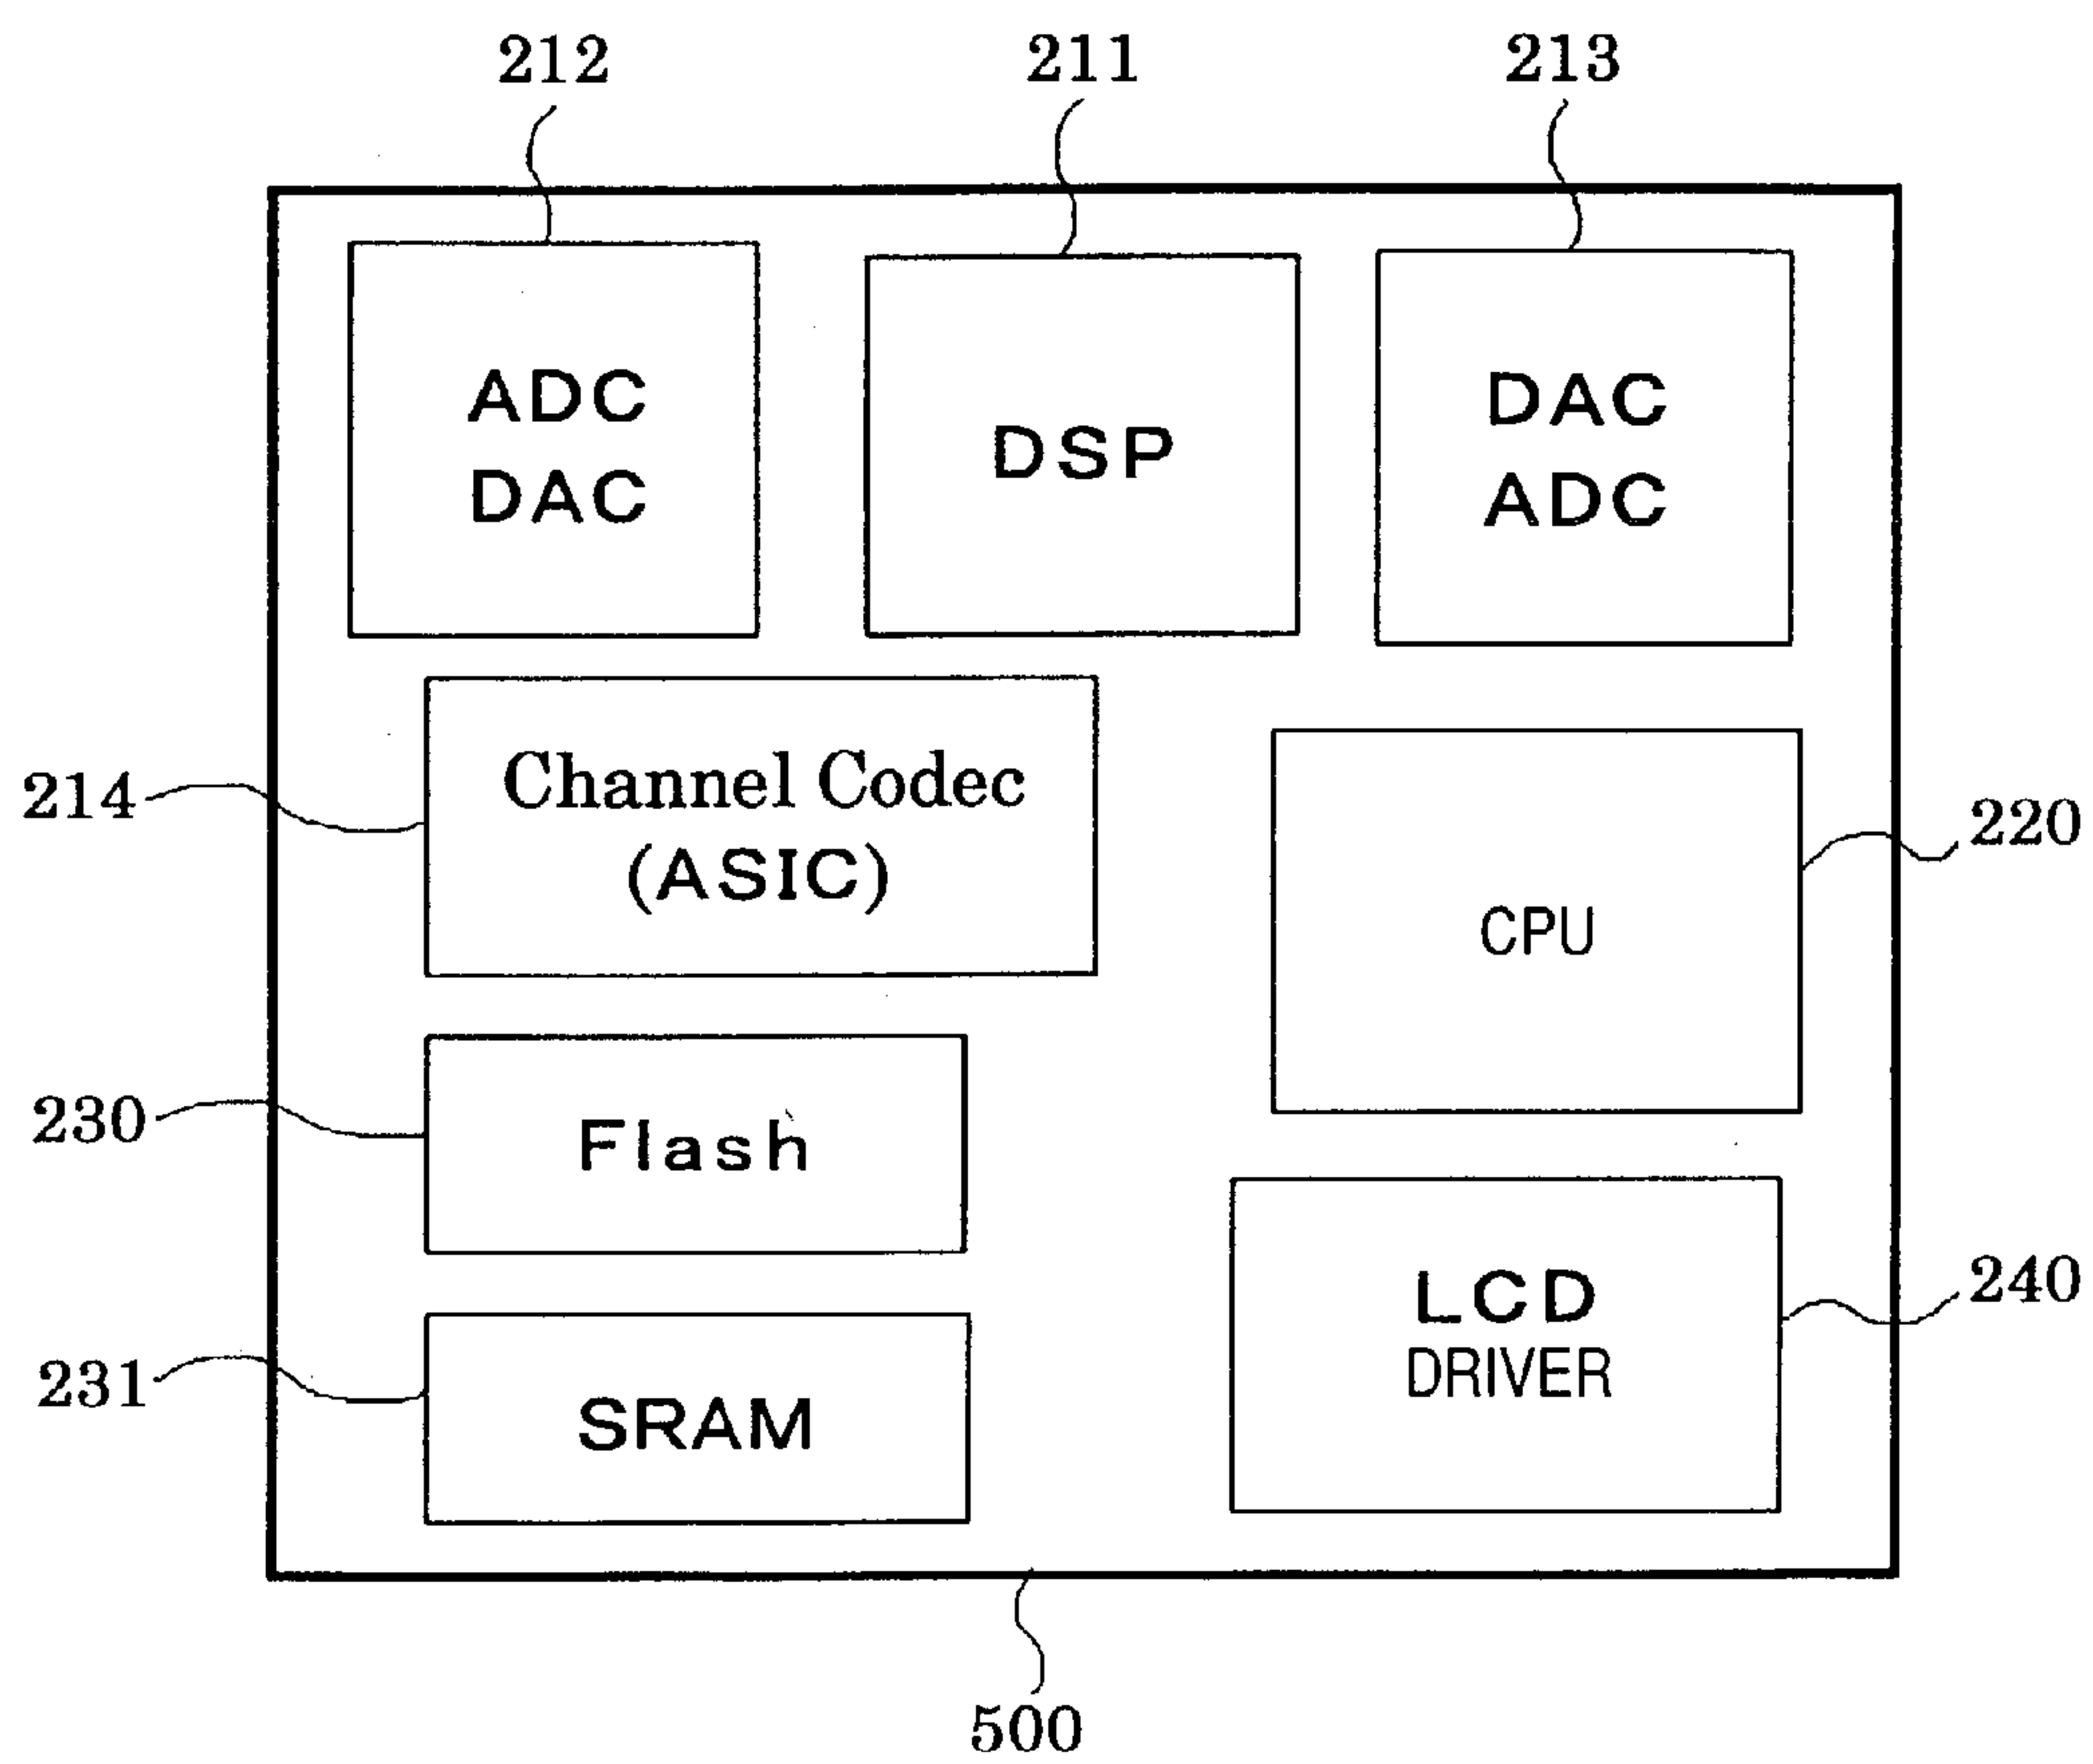 212
211
213
ADC
DAC
DSP
DAC
ADC
214
Channel Codec
(ASIC)
220
CPU
230
Flash
240
LCD
DRIVER
231
SRAM
500